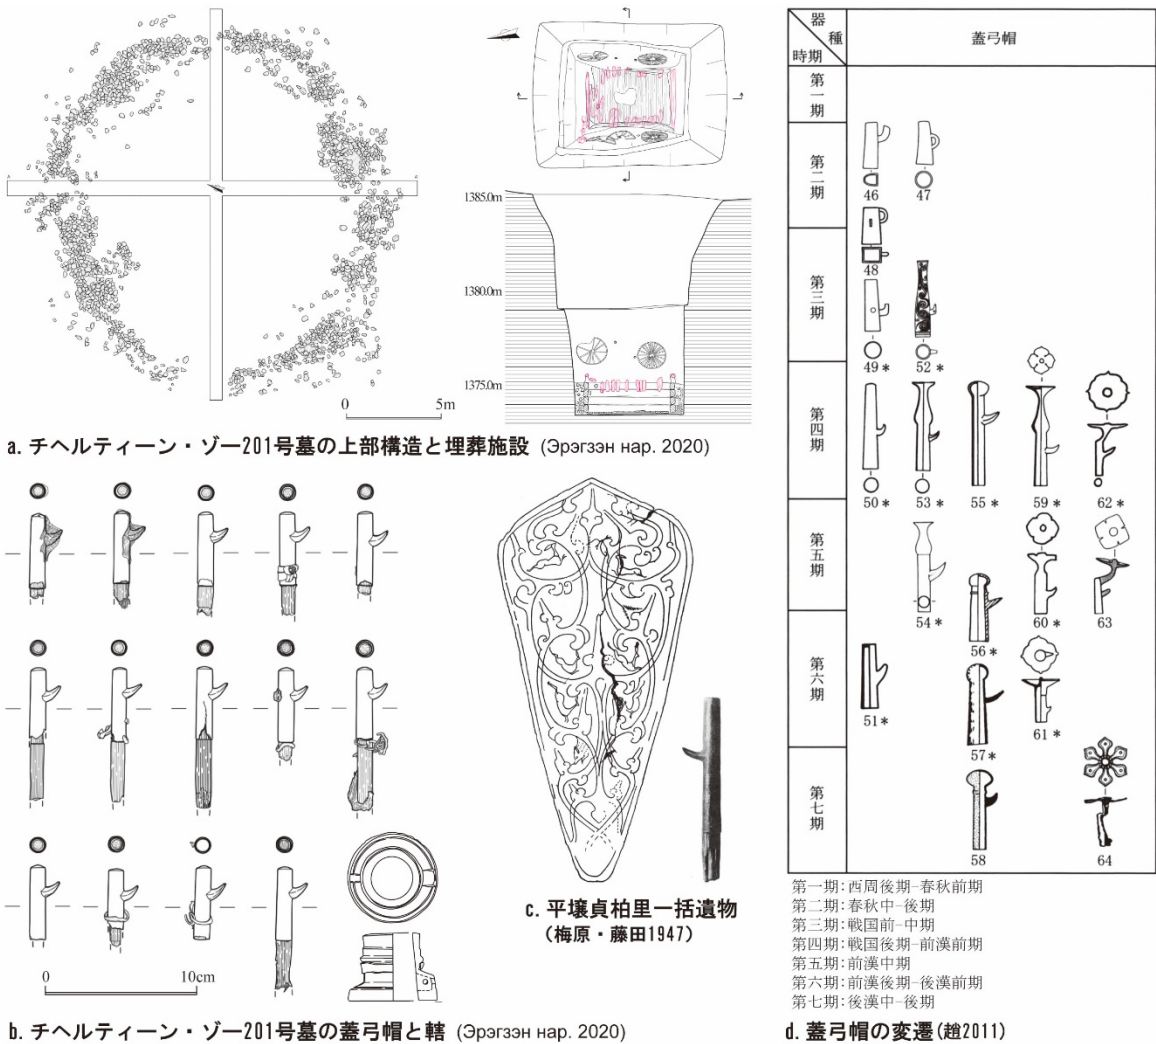 1385.0m
1380.0m
1375.0m
0 5m
a. チヘルティーン・ゾー201号墓の上部構造と埋葬施設 (Эрэгзэн нар. 2020)
0 10cm
b. チヘルティーン・ゾー201号墓の蓋弓帽と轄 (Эрэгзэн нар. 2020)
c. 平壌貞柏里一括遺物
(梅原・藤田1947)
器種
時期
蓋弓帽
第一期
第二期
46 47
48
第三期
49* 52*
第四期
50* 53* 55* 59* 62*
第五期
54* 60* 63
56*
第六期
51* 61*
57*
第七期
58 64
第一期:西周後期-春秋前期
第二期:春秋中-後期
第三期:戦国前-中期
第四期:戦国後期-前漢前期
第五期:前漢中期
第六期:前漢後期-後漢前期
第七期:後漢中-後期
d. 蓋弓帽の変遷(趙2011)